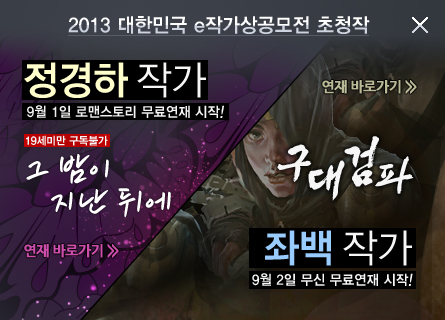 2013 대한민국 e작가상공모전 초청작
정경하 작가
9월 1일 로맨스토리 무료연재 시작!
19세미만 구독불가
그 밤이
지난 뒤에
연재 바로가기 》
연재 바로가기 》
구대검파
좌백 작가
9월 2일 무신 무료연재 시작!